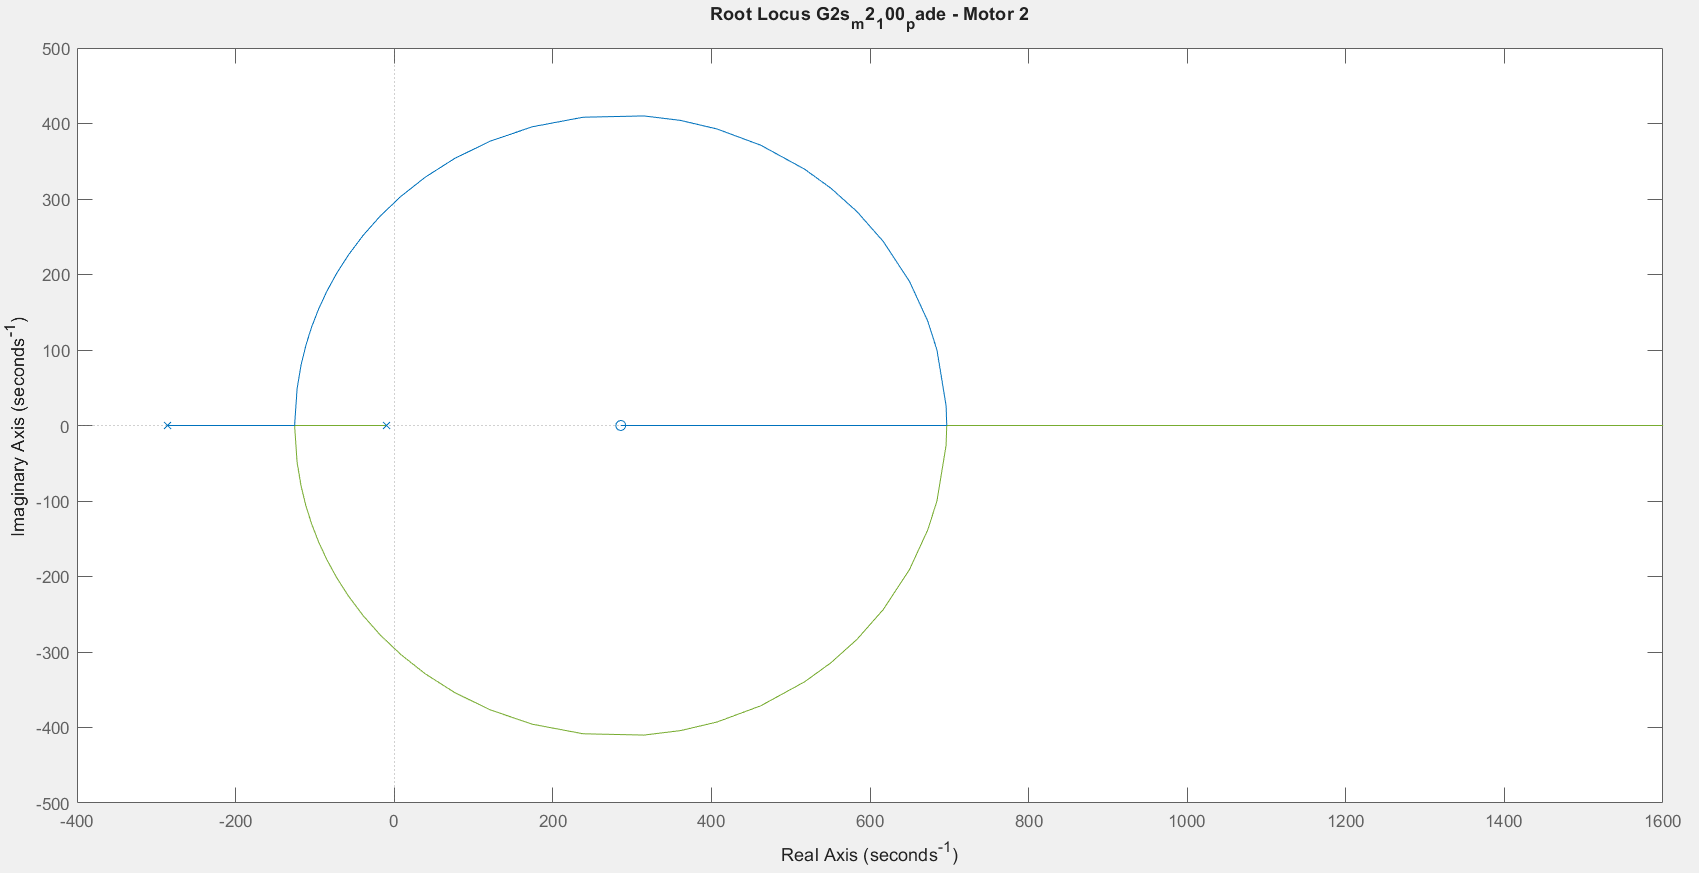 Root Locus G2s_m2_100_pade - Motor 2
500
400
300
200
100
0
-100
-200
-300
-400
-500
Imaginary Axis (seconds^-1)
-400 -200 0 200 400 600 800 1000 1200 1400 1600
Real Axis (seconds^-1)